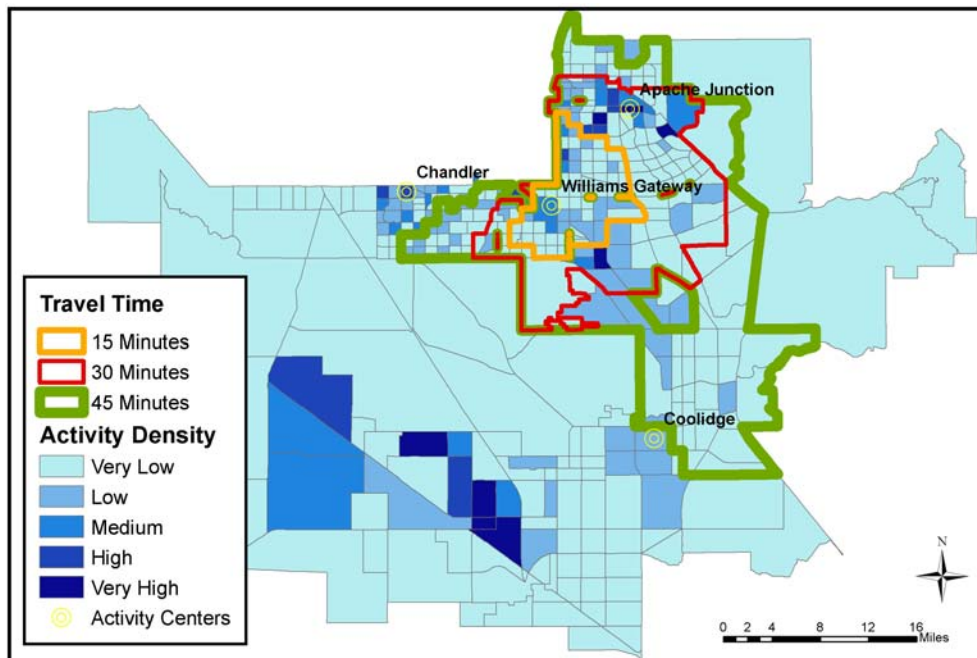 Apache Junction
Chandler
Williams Gateway
Coolidge
Travel Time
15 Minutes
30 Minutes
45 Minutes
Activity Density
Very Low
Low
Medium
High
Very High
Activity Centers
N
0 2 4 8 12 16
Miles